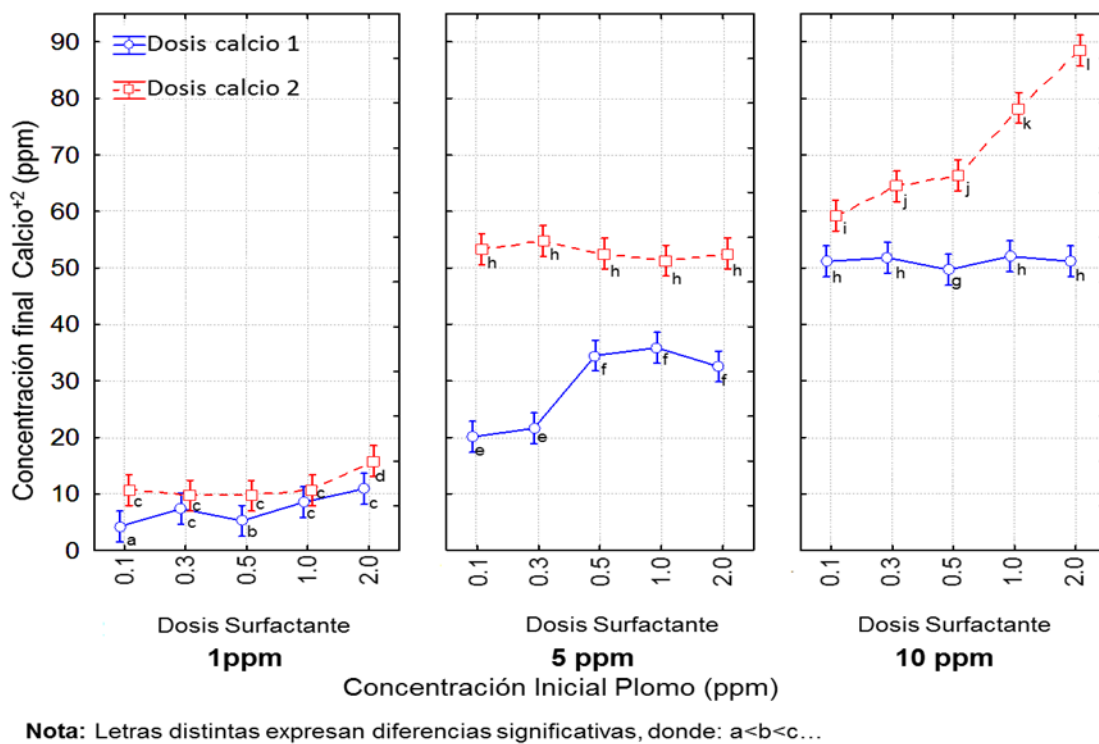 Concentración final Calcio+2 (ppm)
90
80
70
60
50
40
30
20
10
0
Dosis calcio 1
Dosis calcio 2
a
c
b
c
c
c
c
c
c
d
e
e
f
f
f
h
h
h
h
h
h
h
g
h
h
i
j
j
k
l
0.1 0.3 0.5 1.0 2.0
0.1 0.3 0.5 1.0 2.0
0.1 0.3 0.5 1.0 2.0
Dosis Surfactante Dosis Surfactante Dosis Surfactante
1ppm 5 ppm 10 ppm
Concentración Inicial Plomo (ppm)
Nota: Letras distintas expresan diferencias significativas, donde: a<b<c...